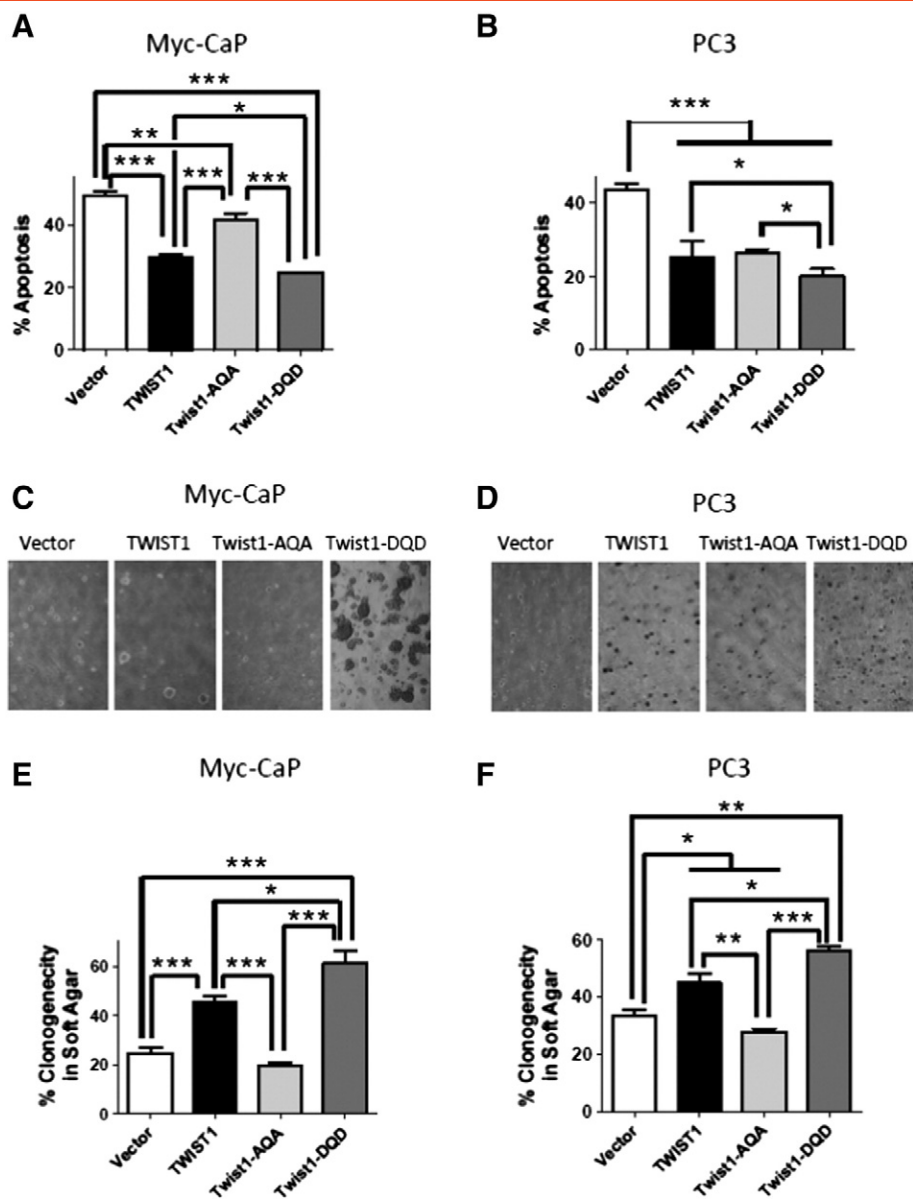 A
Myc-CaP
***
*
**
***
***
***
% Apoptosis
40
20
0
Vector
TWIST1
Twist1-AQA
Twist1-DQD
B
PC3
***
*
*
% Apoptosis
40
20
0
Vector
TWIST1
Twist1-AQA
Twist1-DQD
C
Myc-CaP
Vector TWIST1 Twist1-AQA Twist1-DQD
D
PC3
Vector TWIST1 Twist1-AQA Twist1-DQD
E
Myc-CaP
***
*
***
***
***
% Clonogenecity
in Soft Agar
60
40
20
0
Vector
TWIST1
Twist1-AQA
Twist1-DQD
F
PC3
**
*
*
***
**
% Clonogenecity
in Soft Agar
60
40
20
0
Vector
TWIST1
Twist1-AQA
Twist1-DQD